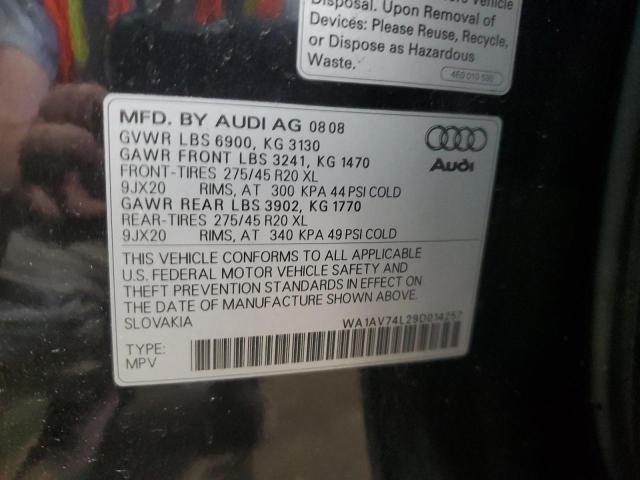 Disposal. Upon Removal of
Devices: Please Reuse, Recycle,
or Dispose as Hazardous
Waste.
4E0 010 530
MFD. BY AUDI AG 08 08
GVWR LBS 6900, KG 3130
GAWR FRONT LBS 3241, KG 1470
FRONT-TIRES 275/45 R20 XL
9JX20 RIMS, AT 300 KPA 44 PSI COLD
GAWR REAR LBS 3902, KG 1770
REAR-TIRES 275/45 R20 XL
9JX20 RIMS, AT 340 KPA 49 PSI COLD
Audi
THIS VEHICLE CONFORMS TO ALL APPLICABLE
U.S. FEDERAL MOTOR VEHICLE SAFETY AND
THEFT PREVENTION STANDARDS IN EFFECT ON
THE DATE OF MANUFACTURE SHOWN ABOVE.
SLOVAKIA WA1AV74L29D014257
TYPE:
MPV